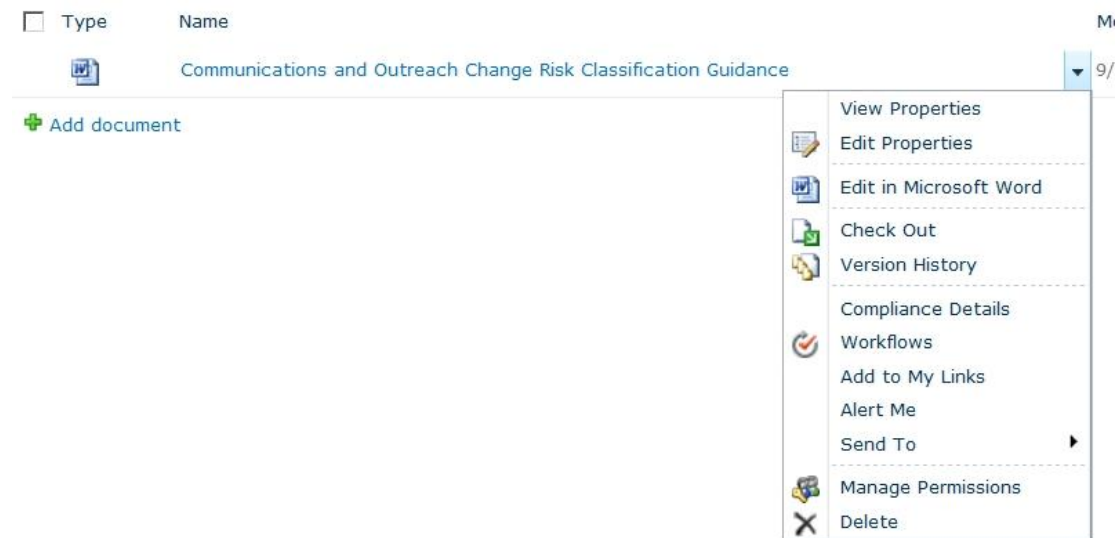 Type Name
Communications and Outreach Change Risk Classification Guidance 9/
Add document
View Properties
Edit Properties
Edit in Microsoft Word
Check Out
Version History
Compliance Details
Workflows
Add to My Links
Alert Me
Send To
Manage Permissions
Delete